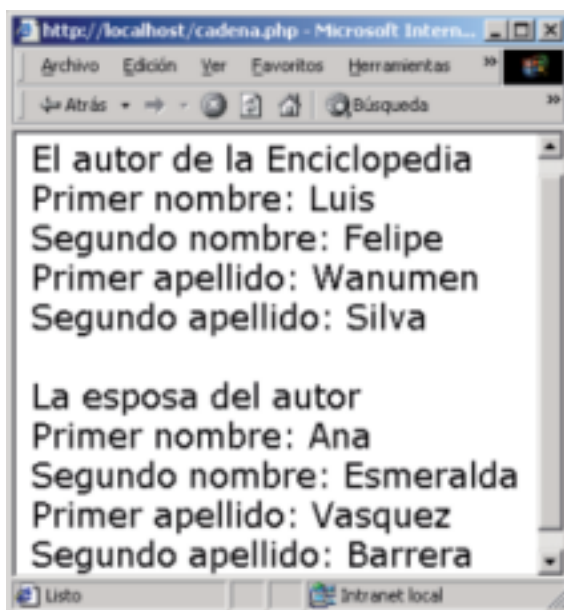 http://localhost/cadena.php - Microsoft Intern...
Archivo Edición Ver Favoritos Herramientas »
Atrás Búsqueda »
El autor de la Enciclopedia
Primer nombre: Luis
Segundo nombre: Felipe
Primer apellido: Wanumen
Segundo apellido: Silva
La esposa del autor
Primer nombre: Ana
Segundo nombre: Esmeralda
Primer apellido: Vasquez
Segundo apellido: Barrera
Listo Intranet local